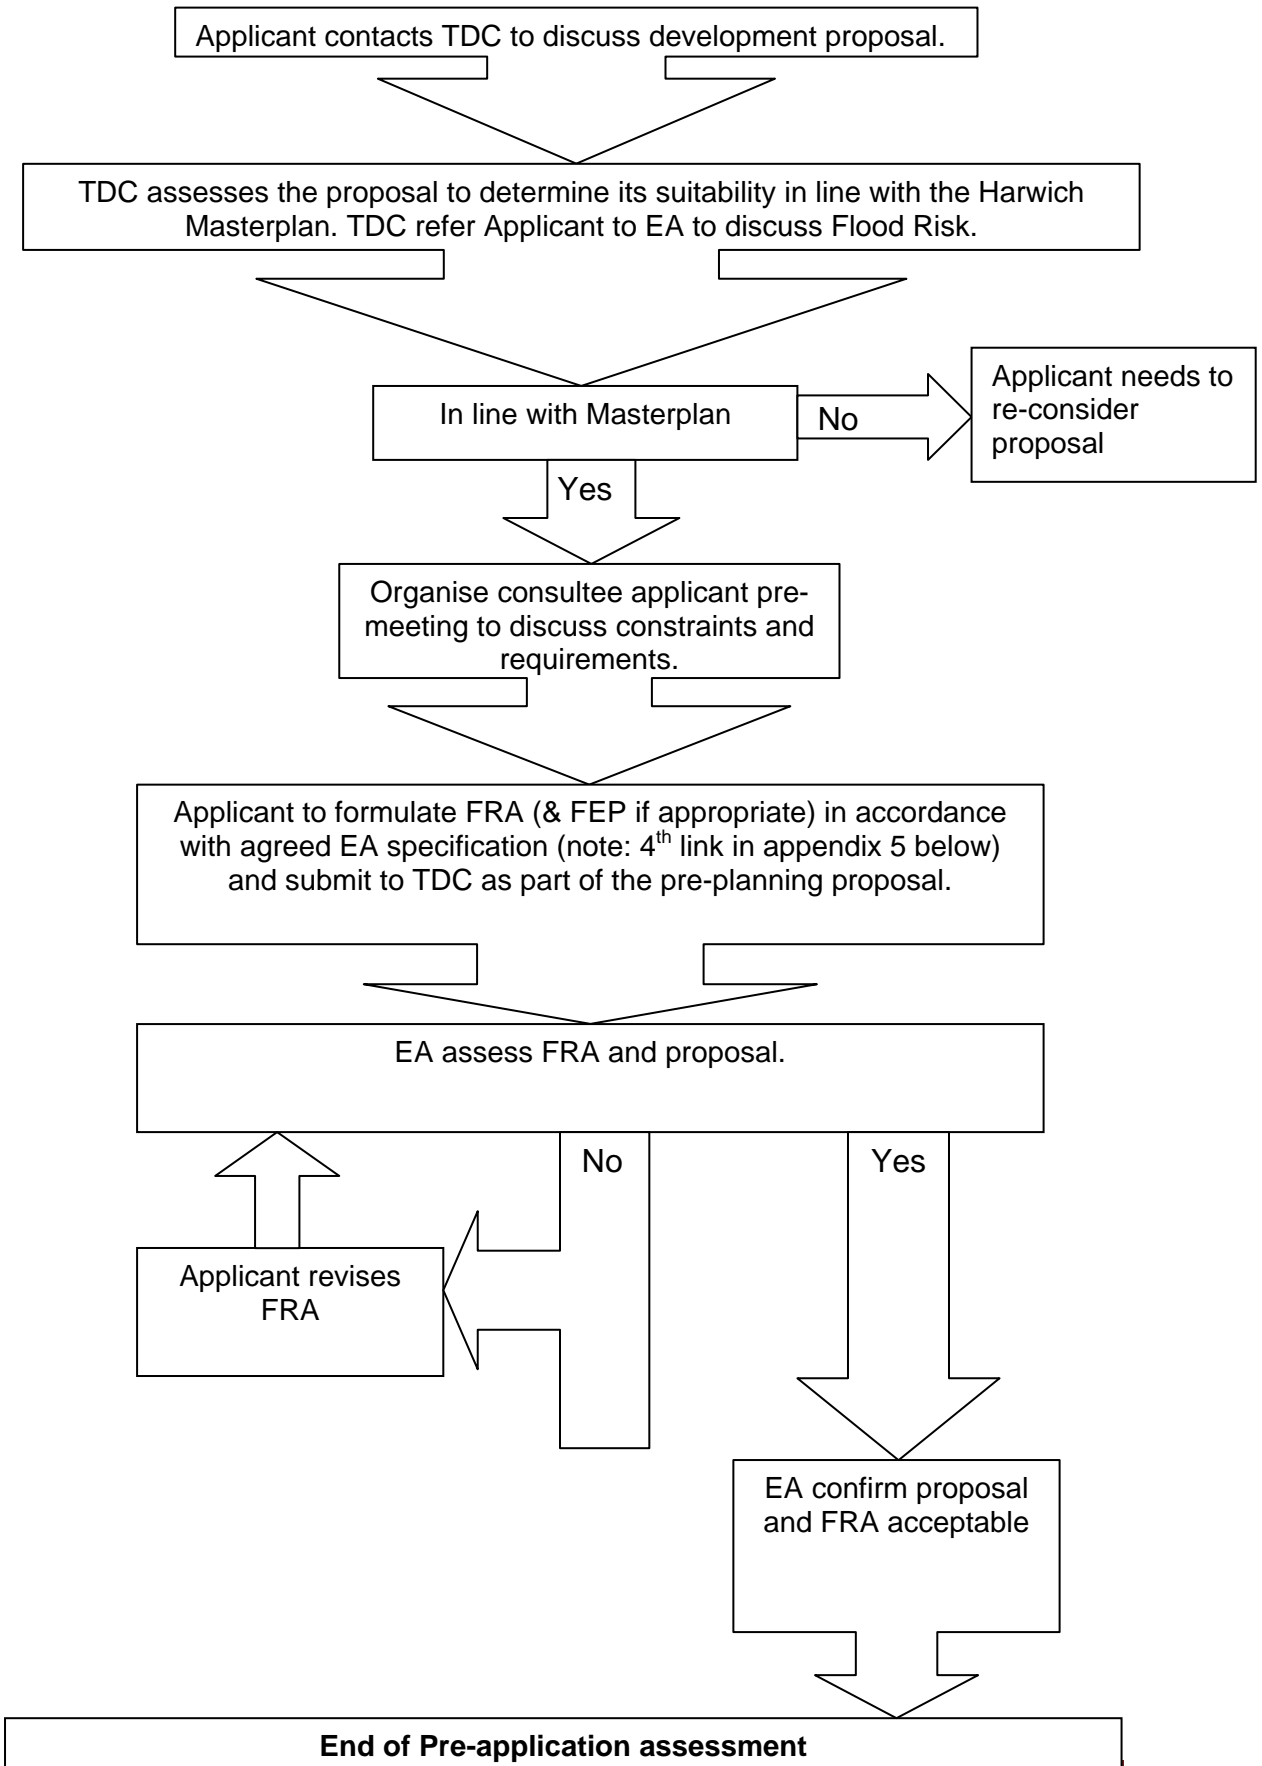 Applicant contacts TDC to discuss development proposal.
TDC assesses the proposal to determine its suitability in line with the Harwich
Masterplan. TDC refer Applicant to EA to discuss Flood Risk.
In line with Masterplan
No
Applicant needs to
re-consider
proposal
Yes
Organise consultee applicant pre-
meeting to discuss constraints and
requirements.
Applicant to formulate FRA (& FEP if appropriate) in accordance
with agreed EA specification (note: 4th link in appendix 5 below)
and submit to TDC as part of the pre-planning proposal.
EA assess FRA and proposal.
No
Yes
Applicant revises
FRA
EA confirm proposal
and FRA acceptable
End of Pre-application assessment